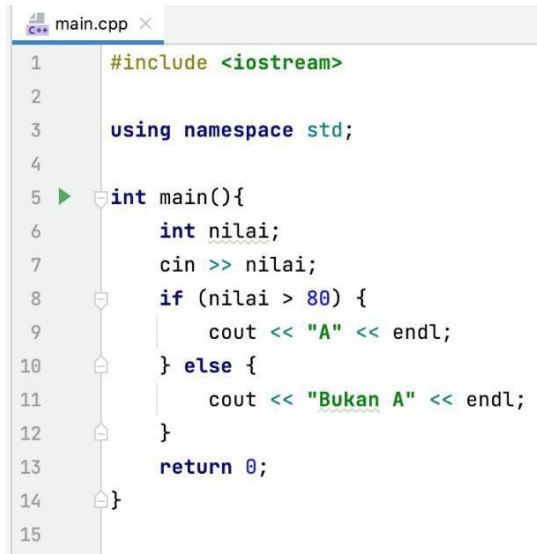 main.cpp
1 #include <iostream>
2
3 using namespace std;
4
5 int main(){
6     int nilai;
7     cin >> nilai;
8     if (nilai > 80) {
9         cout << "A" << endl;
10     } else {
11         cout << "Bukan A" << endl;
12     }
13     return 0;
14 }
15